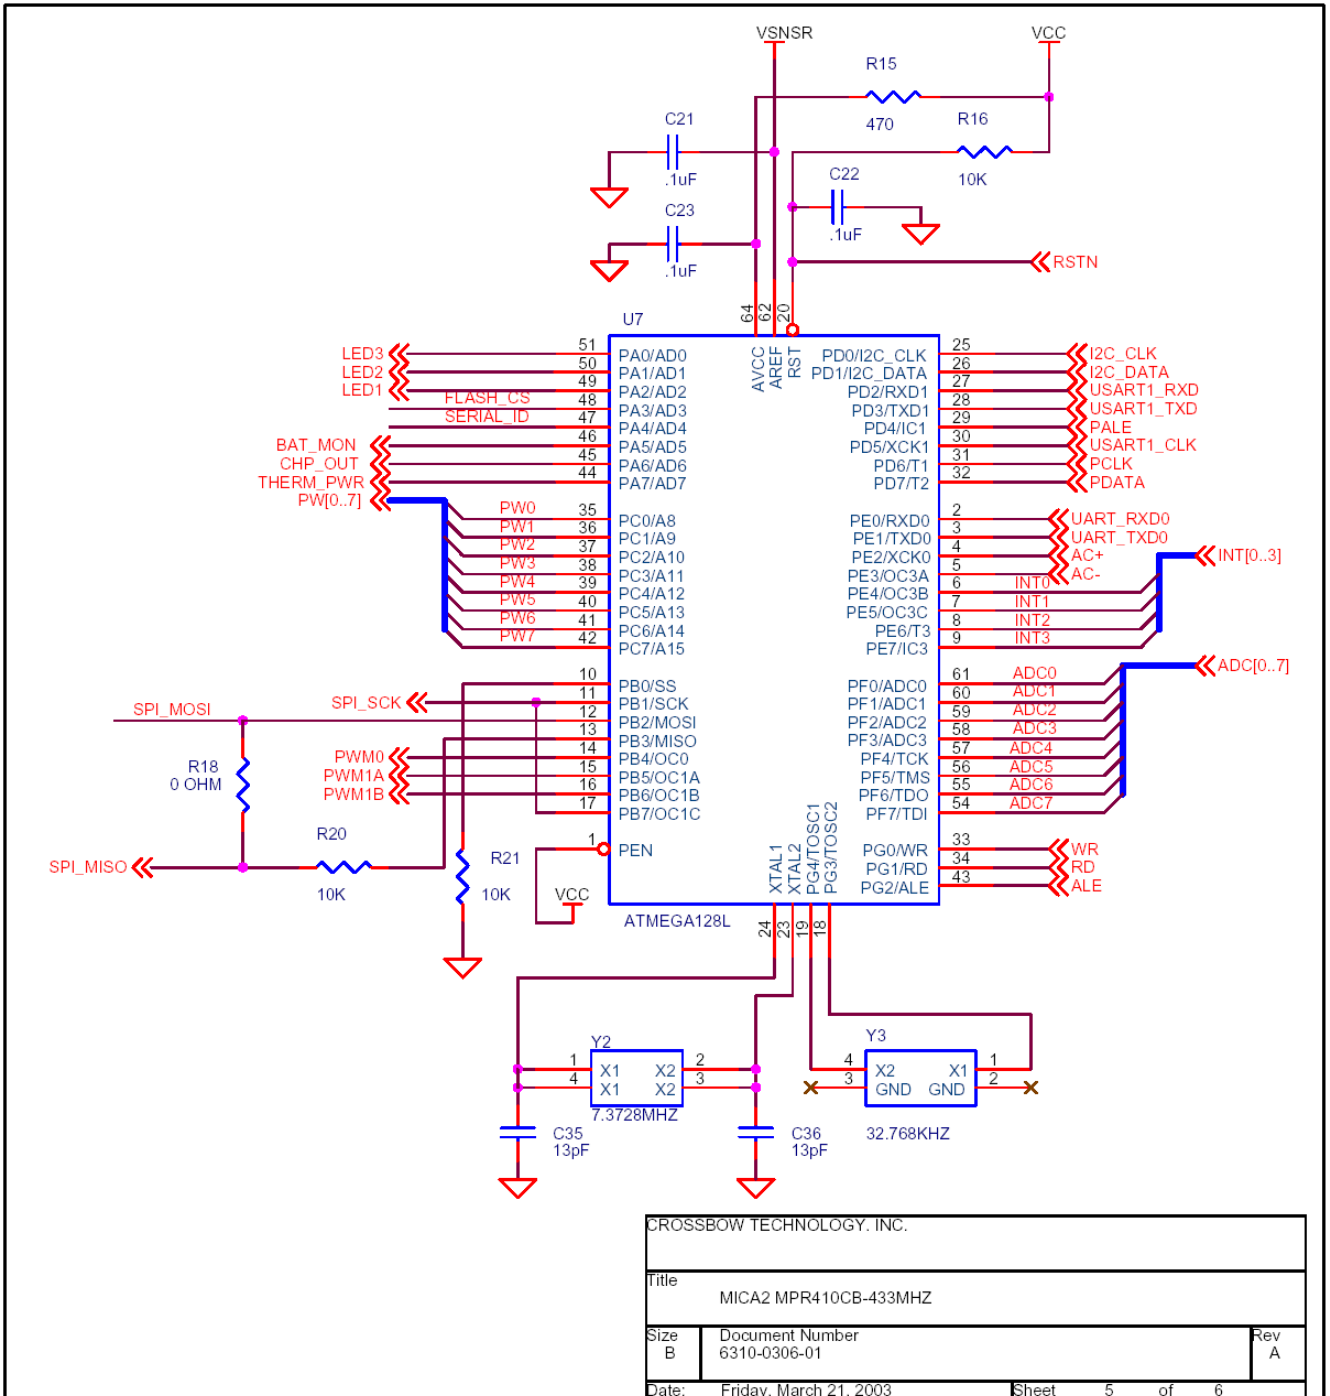 VSNSR
VCC
R15
470
R16
10K
C21
.1uF
C22
.1uF
C23
.1uF
RSTN
64
62
20
U7
AVCC
AREF
RST
LED3
51
PA0/AD0
LED2
50
PA1/AD1
LED1
49
PA2/AD2
FLASH_CS
48
PA3/AD3
SERIAL_ID
47
PA4/AD4
BAT_MON
46
PA5/AD5
CHP_OUT
45
PA6/AD6
THERM_PWR
44
PA7/AD7
PW[0..7]
PW0
35
PC0/A8
PW1
36
PC1/A9
PW2
37
PC2/A10
PW3
38
PC3/A11
PW4
39
PC4/A12
PW5
40
PC5/A13
PW6
41
PC6/A14
PW7
42
PC7/A15
10
PB0/SS
SPI_SCK
11
PB1/SCK
SPI_MOSI
12
PB2/MOSI
13
PB3/MISO
PWM0
14
PB4/OC0
PWM1A
15
PB5/OC1A
PWM1B
16
PB6/OC1B
17
PB7/OC1C
1
PEN
R18
0 OHM
R20
10K
SPI_MISO
R21
10K
VCC
ATMEGA128L
PD0/I2C_CLK
25
I2C_CLK
PD1/I2C_DATA
26
I2C_DATA
PD2/RXD1
27
USART1_RXD
PD3/TXD1
28
USART1_TXD
PD4/IC1
29
PALE
PD5/XCK1
30
USART1_CLK
PD6/T1
31
PCLK
PD7/T2
32
PDATA
PE0/RXD0
2
UART_RXD0
PE1/TXD0
3
UART_TXD0
PE2/XCK0
4
AC+
PE3/OC3A
5
AC-
PE4/OC3B
6
INT0
PE5/OC3C
7
INT1
PE6/T3
8
INT2
PE7/IC3
9
INT3
INT[0..3]
PF0/ADC0
61
ADC0
PF1/ADC1
60
ADC1
PF2/ADC2
59
ADC2
PF3/ADC3
58
ADC3
PF4/TCK
57
ADC4
PF5/TMS
56
ADC5
PF6/TDO
55
ADC6
PF7/TDI
54
ADC7
ADC[0..7]
PG0/WR
33
WR
PG1/RD
34
RD
PG2/ALE
43
ALE
XTAL1
XTAL2
PG4/TOSC1
PG3/TOSC2
24
23
19
18
Y2
1
X1
X2
2
4
X1
X2
3
7.3728MHZ
C35
13pF
C36
13pF
Y3
4
X2
X1
1
3
GND
GND
2
32.768KHZ
CROSSBOW TECHNOLOGY. INC.
Title
MICA2 MPR410CB-433MHZ
Size
B
Document Number
6310-0306-01
Rev
A
Date:
Friday, March 21, 2003
Sheet 5 of 6